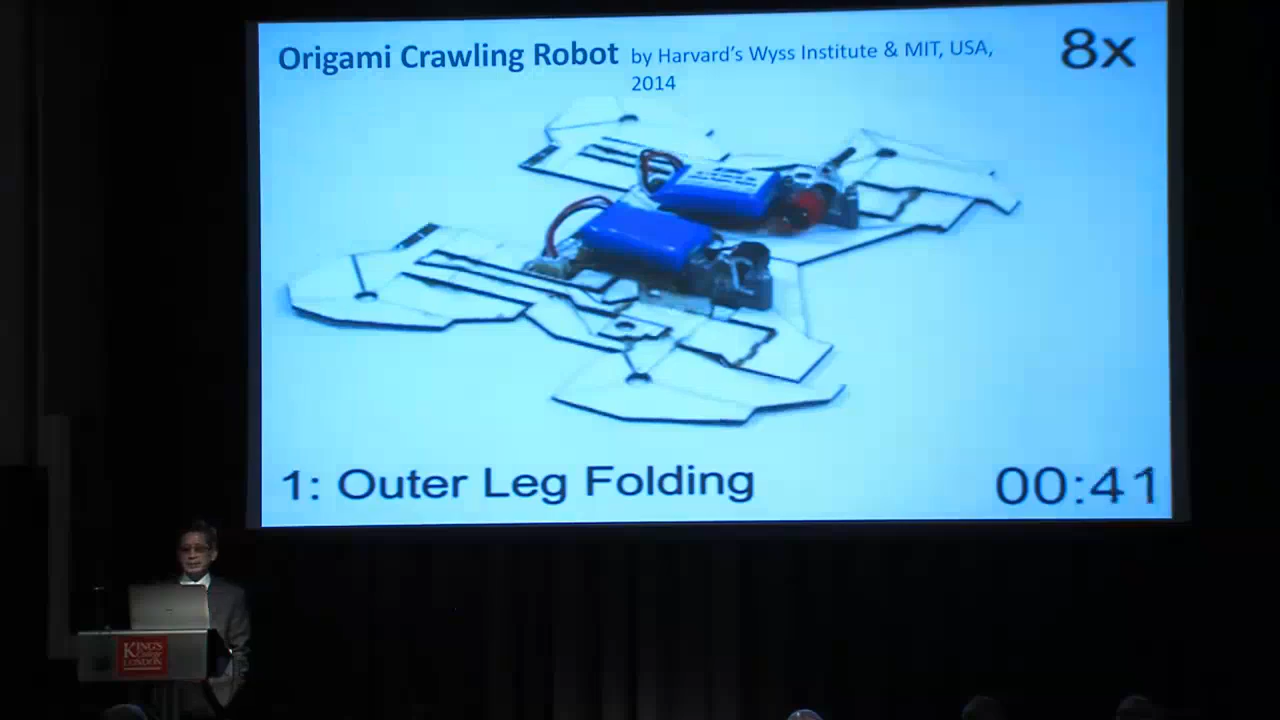 Origami Crawling Robot by Harvard's Wyss Institute & MIT, USA,
2014
8x
1: Outer Leg Folding
00:41
KING'S
College
LONDON